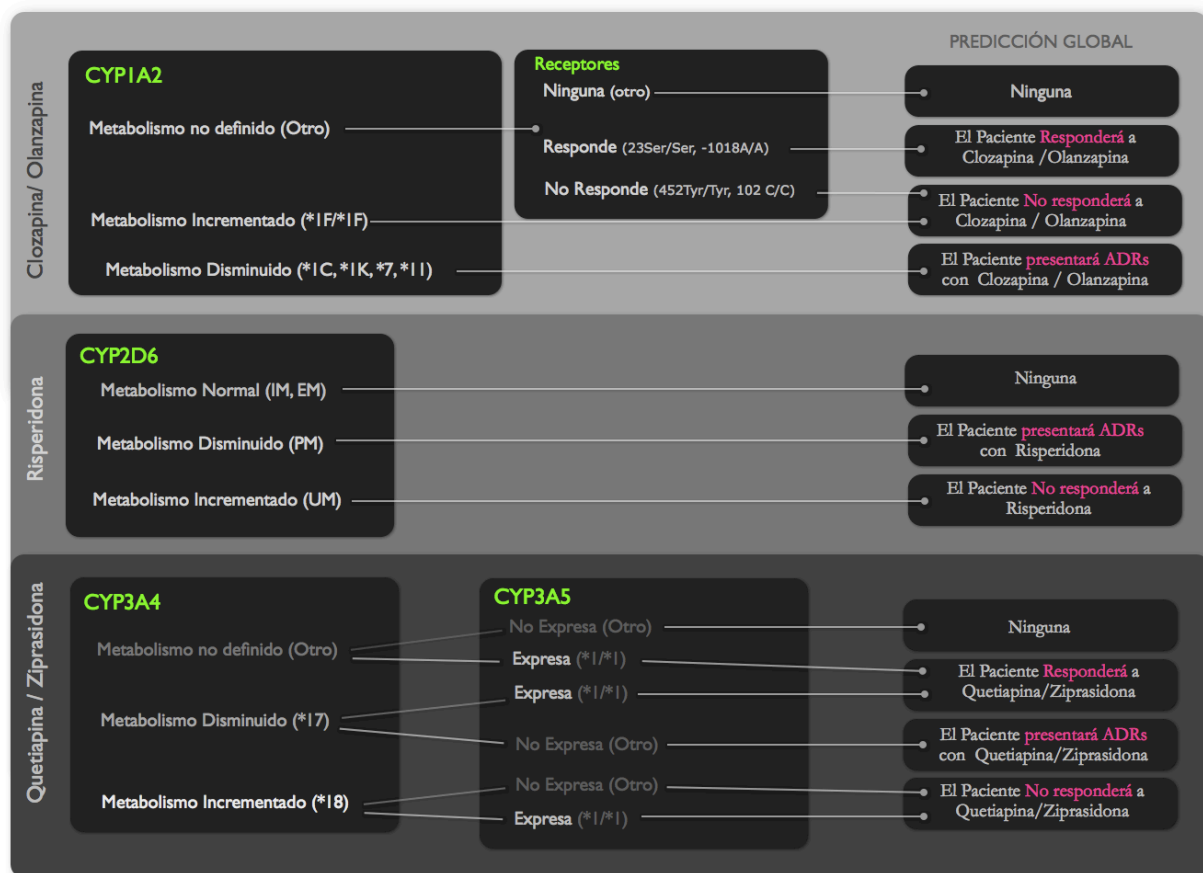 PREDICCIÓN GLOBAL
Clozapina/ Olanzapina
CYP1A2
Metabolismo no definido (Otro)
Metabolismo Incrementado (*1F/*1F)
Metabolismo Disminuido (*1C, *1K, *7, *11)
Receptores
Ninguna (otro)
Responde (23Ser/Ser, -1018A/A)
No Responde (452Tyr/Tyr, 102 C/C)
Ninguna
El Paciente Responderá a
Clozapina /Olanzapina
El Paciente No responderá a
Clozapina / Olanzapina
El Paciente presentará ADRs
con Clozapina / Olanzapina
Risperidona
CYP2D6
Metabolismo Normal (IM, EM)
Metabolismo Disminuido (PM)
Metabolismo Incrementado (UM)
Ninguna
El Paciente presentará ADRs
con Risperidona
El Paciente No responderá a
Risperidona
Quetiapina / Ziprasidona
CYP3A4
Metabolismo no definido (Otro)
Metabolismo Disminuido (*17)
Metabolismo Incrementado (*18)
CYP3A5
No Expresa (Otro)
Expresa (*1/*1)
Expresa (*1/*1)
No Expresa (Otro)
No Expresa (Otro)
Expresa (*1/*1)
Ninguna
El Paciente Responderá a
Quetiapina/Ziprasidona
El Paciente presentará ADRs
con Quetiapina/Ziprasidona
El Paciente No responderá a
Quetiapina/Ziprasidona